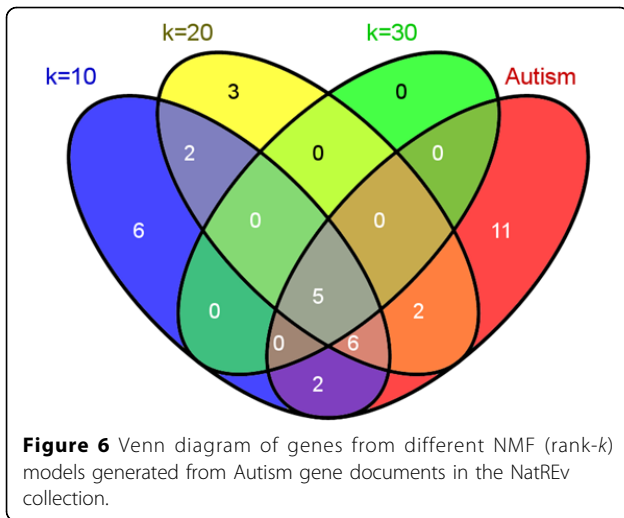 k=20
k=30
k=10
Autism
3
0
2
0
0
6
0
0
11
0
5
2
0
6
2
Figure 6 Venn diagram of genes from different NMF (rank-k)
models generated from Autism gene documents in the NatREv
collection.